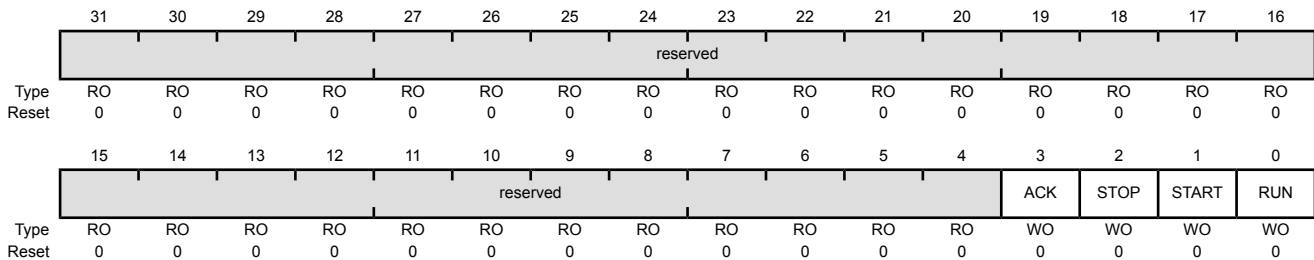 31 30 29 28 27 26 25 24 23 22 21 20 19 18 17 16
reserved
Type RO RO RO RO RO RO RO RO RO RO RO RO RO RO RO RO
Reset 0 0 0 0 0 0 0 0 0 0 0 0 0 0 0 0
15 14 13 12 11 10 9 8 7 6 5 4 3 2 1 0
reserved ACK STOP START RUN
Type RO RO RO RO RO RO RO RO RO RO RO RO WO WO WO WO
Reset 0 0 0 0 0 0 0 0 0 0 0 0 0 0 0 0